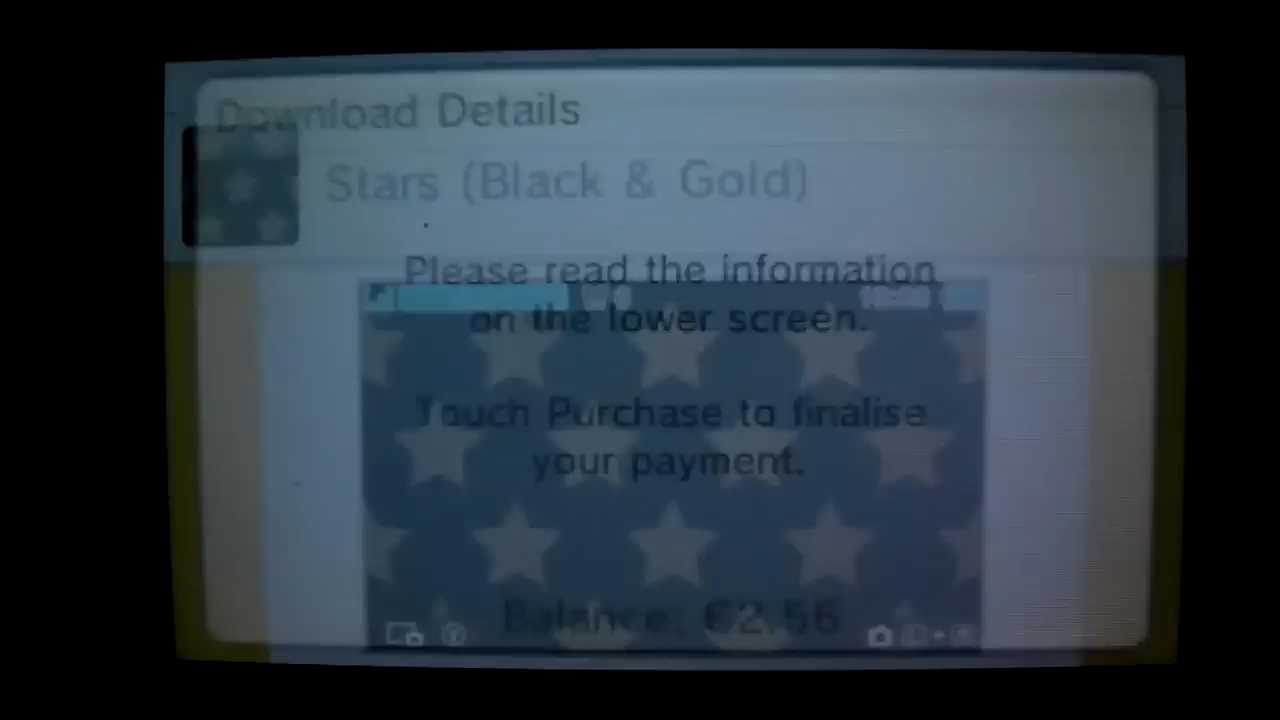 Download Details
Stars (Black & Gold)
Please read the information
on the lower screen.
Touch Purchase to finalise
your payment.
Balance: €2.56